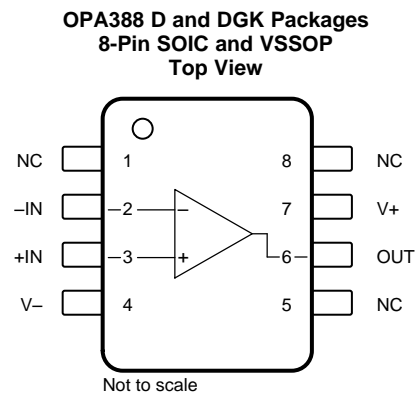 OPA388 D and DGK Packages
8-Pin SOIC and VSSOP
Top View
NC 1 8 NC
–IN 2 – 7 V+
+IN 3 + 6 OUT
V– 4 5 NC
Not to scale